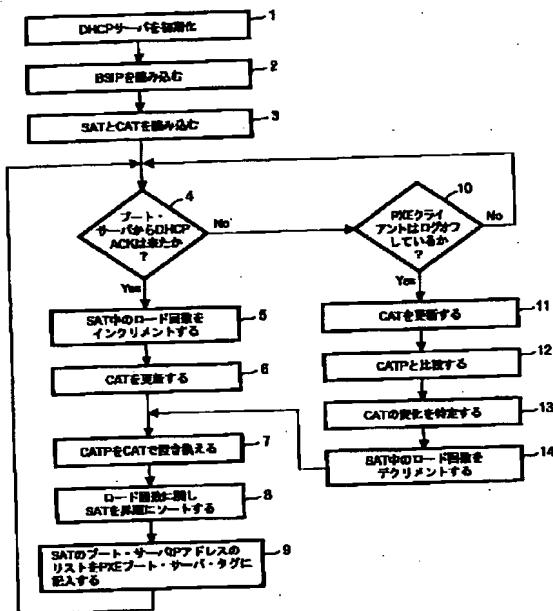 1
DHCPサーバを初期化
2
BSIPを読み込む
3
SATとCATを読み込む
4
ブート・
サーバからDHCP
ACKは来たか
?
No
Yes
10
PXEクライ
アントはログオフ
しているか
?
No
Yes
5
SAT中のロード回数を
インクリメントする
6
CATを更新する
7
CATPをCATで置き換える
8
ロード回数に関し
SATを昇順にソートする
9
SATのブート・サーバIPアドレスの
リストをPXEブート・サーバ・タグに
記入する
11
CATを更新する
12
CATPと比較する
13
CATの変化を特定する
14
SAT中のロード回数を
デクリメントする